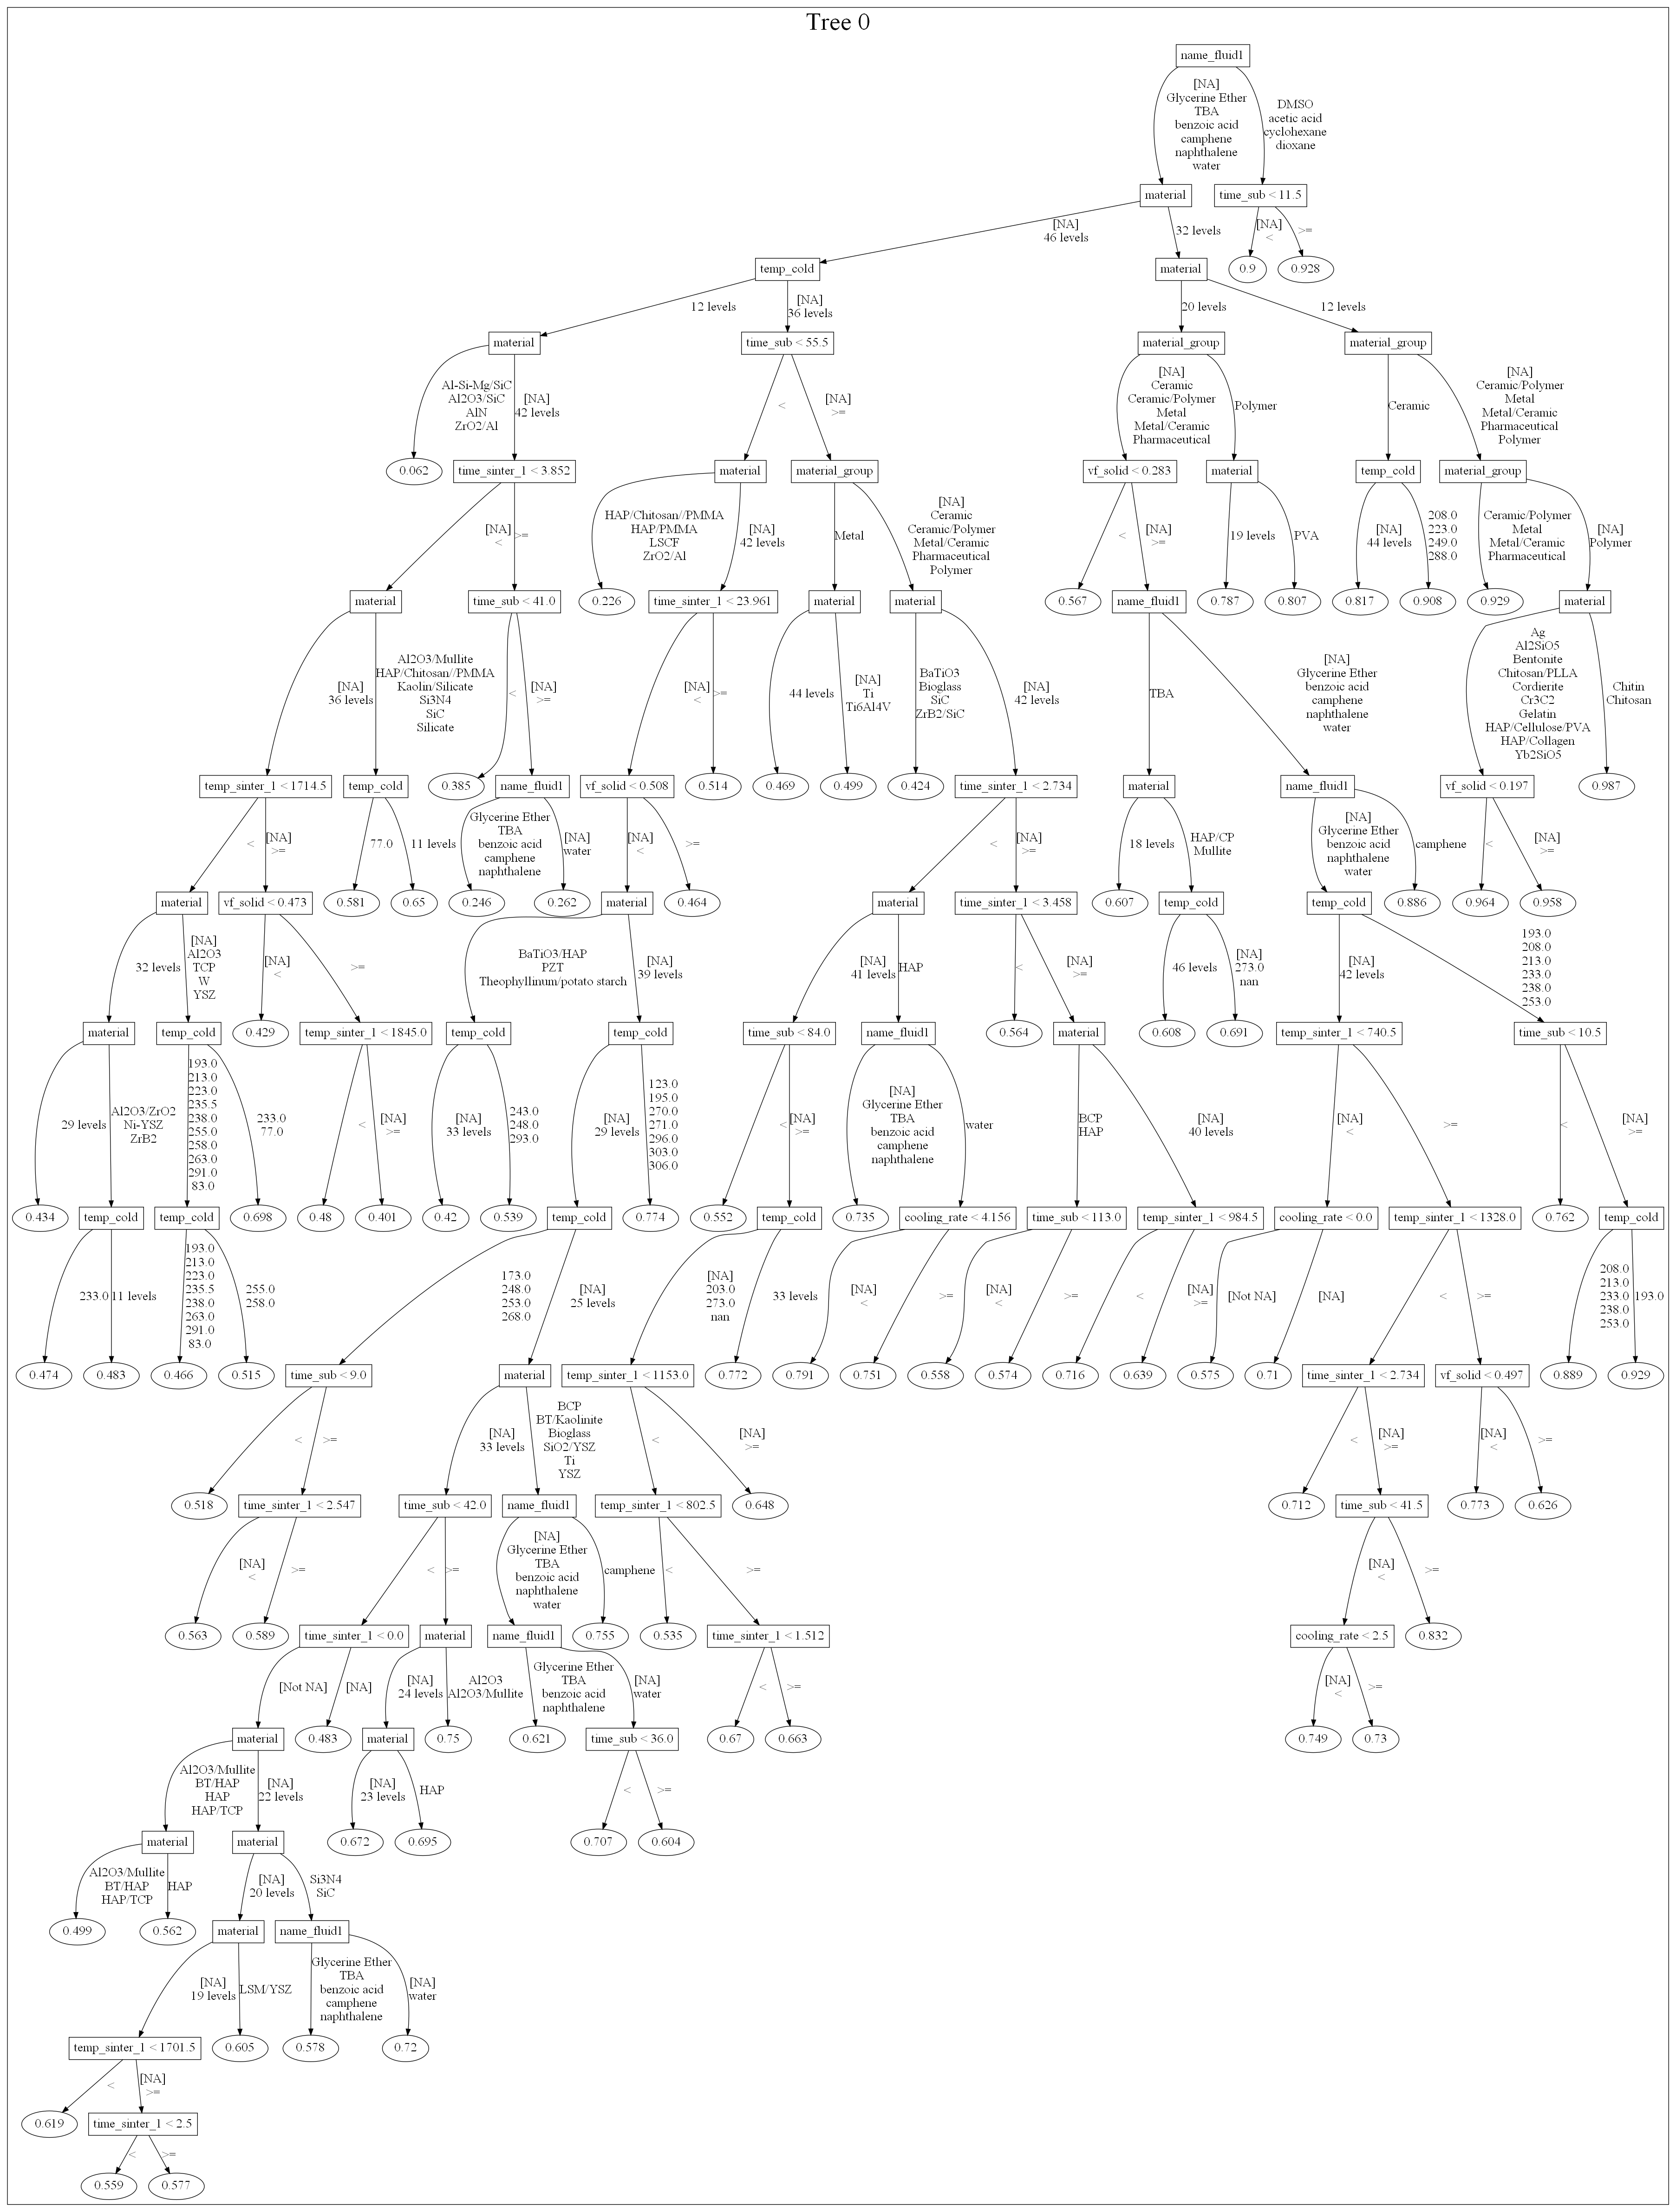 Tree 0
name_fluid1
[NA]
Glycerine Ether
TBA
benzoic acid
camphene
naphthalene
water
DMSO
acetic acid
cyclohexane
dioxane
material
time_sub < 11.5
[NA]
46 levels
32 levels
[NA]
<
>=
temp_cold
material
0.9
0.928
12 levels
[NA]
36 levels
20 levels
12 levels
material
time_sub < 55.5
material_group
material_group
Al-Si-Mg/SiC
Al2O3/SiC
AlN
ZrO2/Al
[NA]
42 levels
<
[NA]
>=
[NA]
Ceramic
Ceramic/Polymer
Metal
Metal/Ceramic
Pharmaceutical
Polymer
Ceramic
[NA]
Ceramic/Polymer
Metal
Metal/Ceramic
Pharmaceutical
Polymer
0.062
time_sinter_1 < 3.852
material
material_group
vf_solid < 0.283
material
temp_cold
material_group
[NA]
<
>=
HAP/Chitosan//PMMA
HAP/PMMA
LSCF
ZrO2/Al
[NA]
42 levels
Metal
[NA]
Ceramic
Ceramic/Polymer
Metal/Ceramic
Pharmaceutical
Polymer
<
[NA]
>=
19 levels
PVA
[NA]
44 levels
208.0
223.0
249.0
288.0
Ceramic/Polymer
Metal
Metal/Ceramic
Pharmaceutical
[NA]
Polymer
material
time_sub < 41.0
0.226
time_sinter_1 < 23.961
material
material
0.567
name_fluid1
0.787
0.807
0.817
0.908
0.929
material
[NA]
36 levels
Al2O3/Mullite
HAP/Chitosan//PMMA
Kaolin/Silicate
Si3N4
SiC
Silicate
<
[NA]
>=
[NA]
<
>=
44 levels
[NA]
Ti
Ti6Al4V
BaTiO3
Bioglass
SiC
ZrB2/SiC
[NA]
42 levels
TBA
[NA]
Glycerine Ether
benzoic acid
camphene
naphthalene
water
Ag
Al2SiO5
Bentonite
Chitosan/PLLA
Cordierite
Cr3C2
Gelatin
HAP/Cellulose/PVA
HAP/Collagen
Yb2SiO5
Chitin
Chitosan
temp_sinter_1 < 1714.5
temp_cold
0.385
name_fluid1
vf_solid < 0.508
0.514
0.469
0.499
0.424
time_sinter_1 < 2.734
material
name_fluid1
vf_solid < 0.197
0.987
<
[NA]
>=
77.0
11 levels
Glycerine Ether
TBA
benzoic acid
camphene
naphthalene
[NA]
water
[NA]
<
>=
<
[NA]
>=
18 levels
HAP/CP
Mullite
[NA]
Glycerine Ether
benzoic acid
naphthalene
water
camphene
<
[NA]
>=
material
vf_solid < 0.473
0.581
0.65
0.246
0.262
material
0.464
material
time_sinter_1 < 3.458
0.607
temp_cold
temp_cold
0.886
0.964
0.958
32 levels
[NA]
Al2O3
TCP
W
YSZ
[NA]
<
>=
BaTiO3/HAP
PZT
Theophyllinum/potato starch
[NA]
39 levels
[NA]
41 levels
HAP
<
[NA]
>=
46 levels
[NA]
273.0
nan
[NA]
42 levels
193.0
208.0
213.0
233.0
238.0
253.0
material
temp_cold
0.429
temp_sinter_1 < 1845.0
temp_cold
temp_cold
time_sub < 84.0
name_fluid1
0.564
material
0.608
0.691
temp_sinter_1 < 740.5
time_sub < 10.5
29 levels
Al2O3/ZrO2
Ni-YSZ
ZrB2
193.0
213.0
223.0
235.5
238.0
255.0
258.0
263.0
291.0
83.0
233.0
77.0
<
[NA]
>=
[NA]
33 levels
243.0
248.0
293.0
[NA]
29 levels
123.0
195.0
270.0
271.0
296.0
303.0
306.0
<
[NA]
>=
[NA]
Glycerine Ether
TBA
benzoic acid
camphene
naphthalene
water
BCP
HAP
[NA]
40 levels
[NA]
<
>=
<
[NA]
>=
0.434
temp_cold
temp_cold
0.698
0.48
0.401
0.42
0.539
temp_cold
0.774
0.552
temp_cold
0.735
cooling_rate < 4.156
time_sub < 113.0
temp_sinter_1 < 984.5
cooling_rate < 0.0
temp_sinter_1 < 1328.0
0.762
temp_cold
233.0
11 levels
193.0
213.0
223.0
235.5
238.0
263.0
291.0
83.0
255.0
258.0
173.0
248.0
253.0
268.0
[NA]
25 levels
[NA]
203.0
273.0
nan
33 levels
[NA]
<
>=
[NA]
<
>=
<
[NA]
>=
[Not NA]
[NA]
<
>=
208.0
213.0
233.0
238.0
253.0
193.0
0.474
0.483
0.466
0.515
time_sub < 9.0
material
temp_sinter_1 < 1153.0
0.772
0.791
0.751
0.558
0.574
0.716
0.639
0.575
0.71
time_sinter_1 < 2.734
vf_solid < 0.497
0.889
0.929
<
>=
[NA]
33 levels
BCP
BT/Kaolinite
Bioglass
SiO2/YSZ
Ti
YSZ
<
[NA]
>=
<
[NA]
>=
[NA]
<
>=
0.518
time_sinter_1 < 2.547
time_sub < 42.0
name_fluid1
temp_sinter_1 < 802.5
0.648
0.712
time_sub < 41.5
0.773
0.626
[NA]
<
>=
<
>=
[NA]
Glycerine Ether
TBA
benzoic acid
naphthalene
water
camphene
<
>=
[NA]
<
>=
0.563
0.589
time_sinter_1 < 0.0
material
name_fluid1
0.755
0.535
time_sinter_1 < 1.512
cooling_rate < 2.5
0.832
[Not NA]
[NA]
[NA]
24 levels
Al2O3
Al2O3/Mullite
Glycerine Ether
TBA
benzoic acid
naphthalene
[NA]
water
<
>=
[NA]
<
>=
material
0.483
material
0.75
0.621
time_sub < 36.0
0.67
0.663
0.749
0.73
Al2O3/Mullite
BT/HAP
HAP
HAP/TCP
[NA]
22 levels
[NA]
23 levels
HAP
<
>=
material
material
0.672
0.695
0.707
0.604
Al2O3/Mullite
BT/HAP
HAP/TCP
HAP
[NA]
20 levels
Si3N4
SiC
0.499
0.562
material
name_fluid1
[NA]
19 levels
LSM/YSZ
Glycerine Ether
TBA
benzoic acid
camphene
naphthalene
[NA]
water
temp_sinter_1 < 1701.5
0.605
0.578
0.72
<
[NA]
>=
0.619
time_sinter_1 < 2.5
<
>=
0.559
0.577